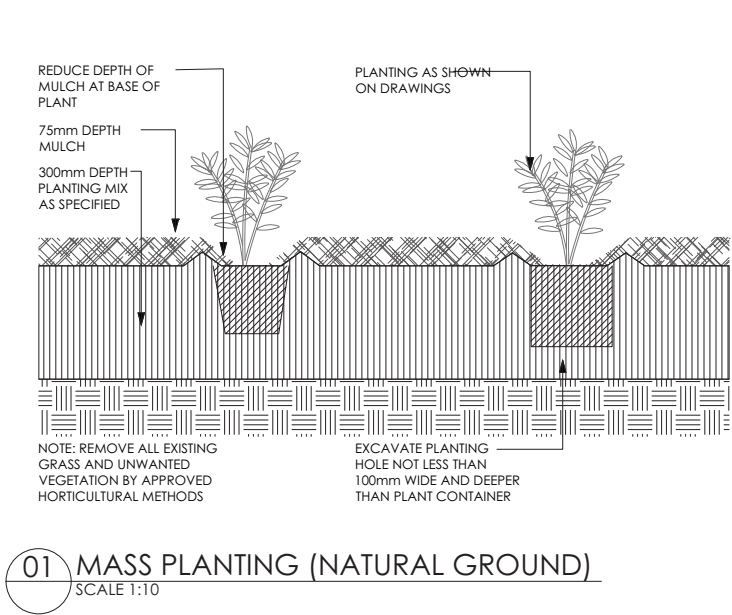 REDUCE DEPTH OF
MULCH AT BASE OF
PLANT
75mm DEPTH
MULCH
300mm DEPTH
PLANTING MIX
AS SPECIFIED
PLANTING AS SHOWN
ON DRAWINGS
NOTE: REMOVE ALL EXISTING
GRASS AND UNWANTED
VEGETATION BY APPROVED
HORTICULTURAL METHODS
EXCAVATE PLANTING
HOLE NOT LESS THAN
100mm WIDE AND DEEPER
THAN PLANT CONTAINER
01
MASS PLANTING (NATURAL GROUND)
SCALE 1:10